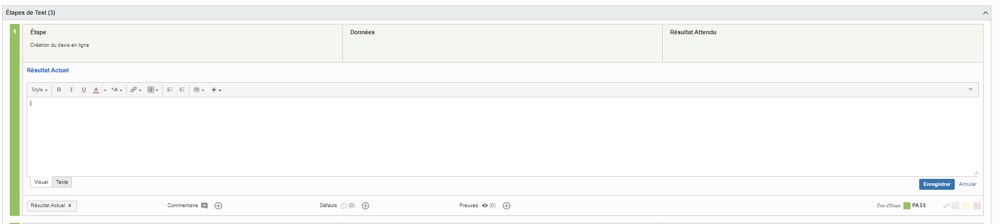 Étapes de Test (3)
1
Étape
Données
Résultat Attendu
Création du devis en ligne
Résultat Actuel
Style B I U A ªA
Visuel Texte
Enregistrer Annuler
Résultat Actuel Commentaire Défauts (0) Preuves (0) État d'Étape PASS